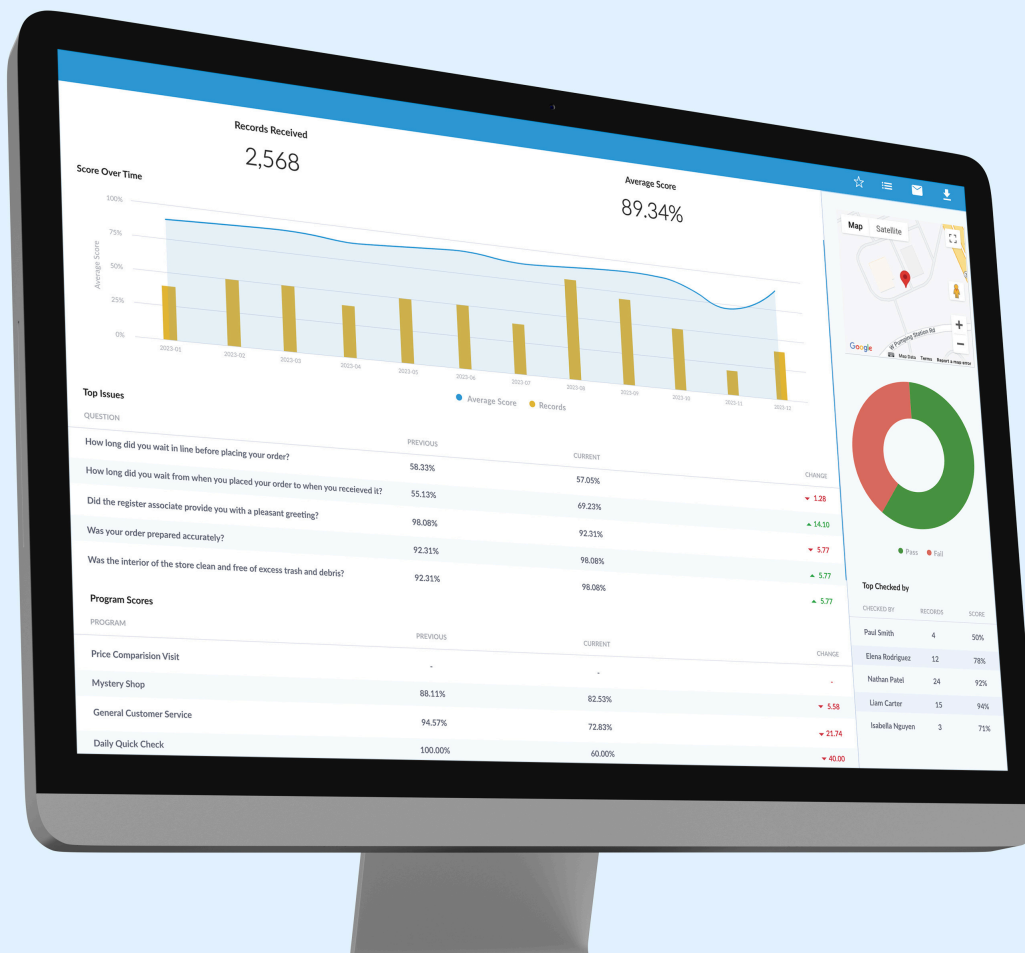 Records Received
2,568
Average Score
89.34%
Score Over Time
100%
75%
50%
25%
0%
Average Score
2023-01
2023-02
2023-03
2023-04
2023-05
2023-06
2023-07
2023-08
2023-09
2023-10
2023-11
2023-12
Average Score
Records
Top Issues
QUESTION PREVIOUS CURRENT CHANGE
How long did you wait in line before placing your order? 58.33% 57.05% 1.28
How long did you wait from when you placed your order to when you receieved it? 55.13% 69.23% 14.10
Did the register associate provide you with a pleasant greeting? 98.08% 92.31% 5.77
Was your order prepared accurately? 92.31% 98.08% 5.77
Was the interior of the store clean and free of excess trash and debris? 92.31% 98.08% 5.77
Program Scores
PROGRAM PREVIOUS CURRENT CHANGE
Price Comparision Visit - - -
Mystery Shop 88.11% 82.53% 5.58
General Customer Service 94.57% 72.83% 21.74
Daily Quick Check 100.00% 60.00% 40.00
Map Satellite
W Pumping Station Rd
+
−
Google
Map Data Terms Report a map error
Pass Fail
Top Checked by
CHECKED BY RECORDS SCORE
Paul Smith 4 50%
Elena Rodriguez 12 78%
Nathan Patel 24 92%
Liam Carter 15 94%
Isabella Nguyen 3 71%